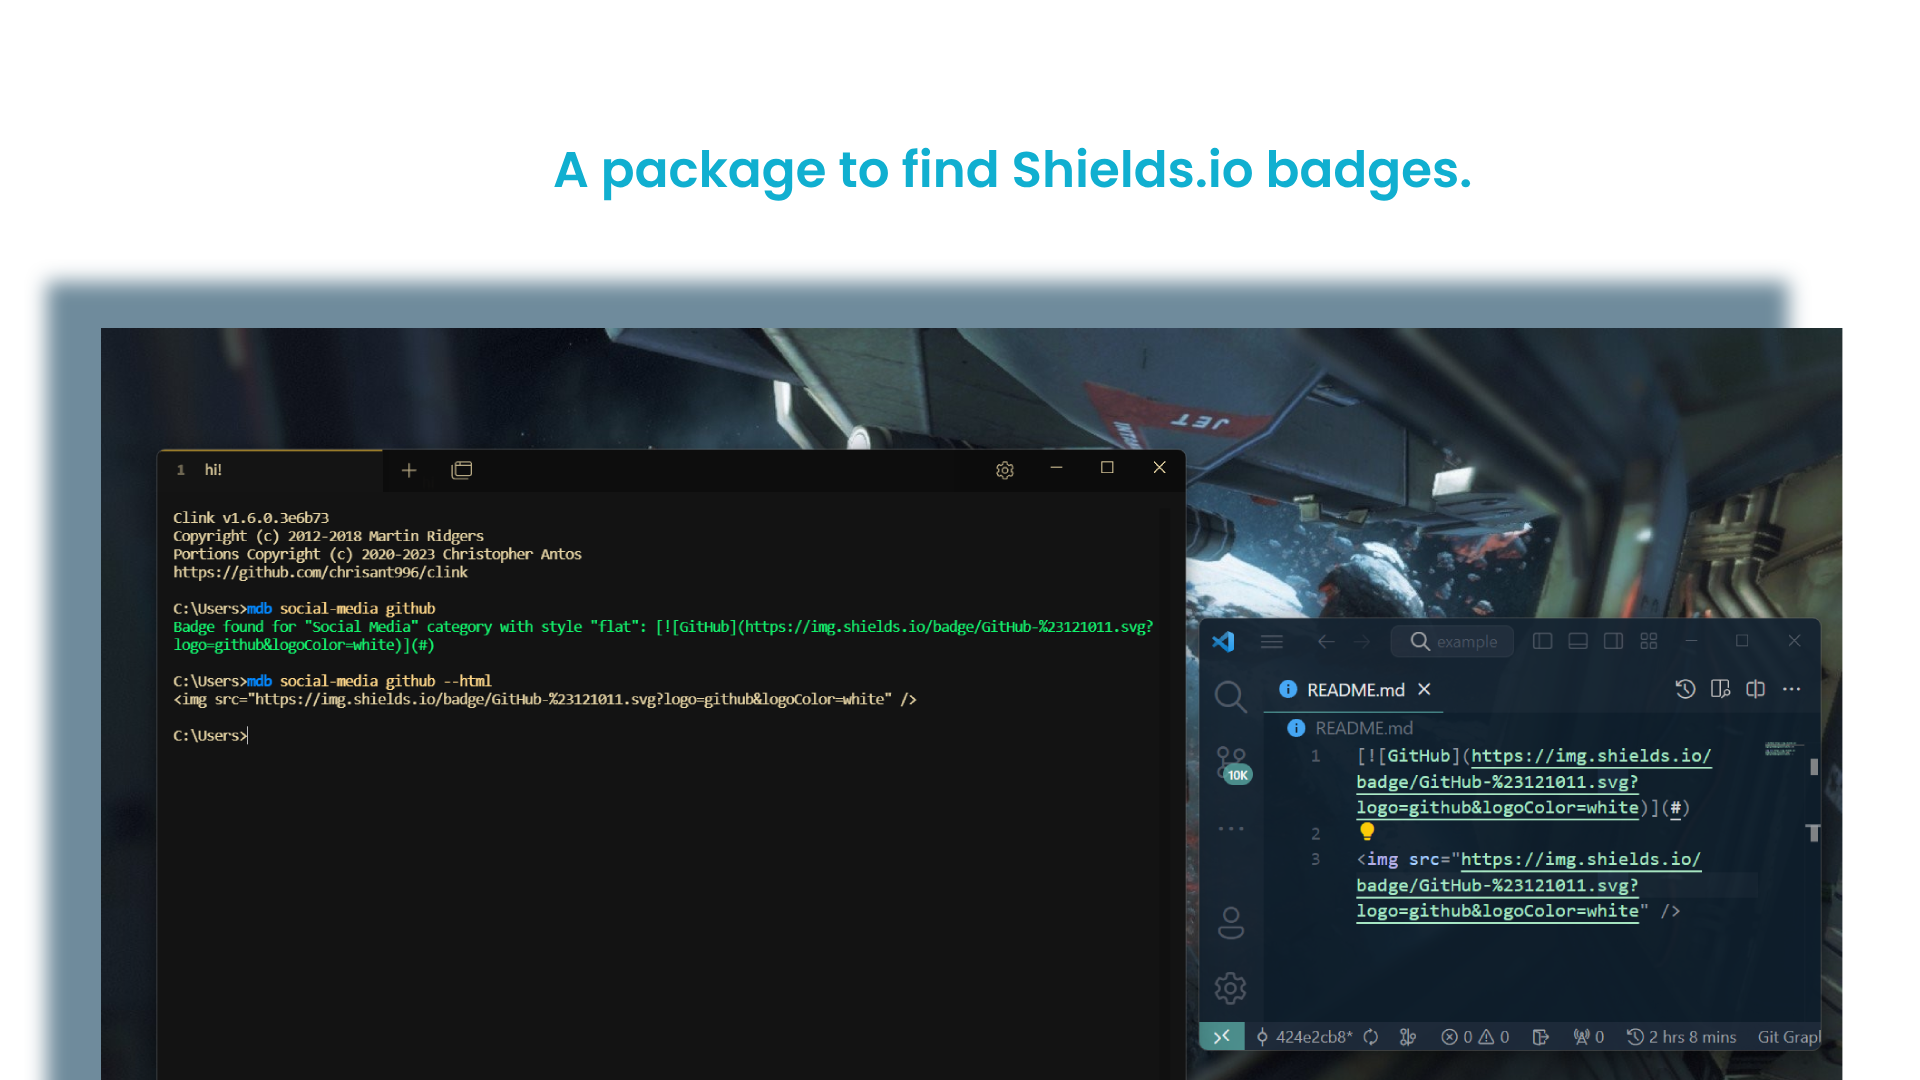 A package to find Shields.io badges.
JET
1 hi!
Clink v1.6.0.3e6b73
Copyright (c) 2012-2018 Martin Ridgers
Portions Copyright (c) 2020-2023 Christopher Antos
https://github.com/chrisant996/clink
C:\Users>mdb social-media github
Badge found for "Social Media" category with style "flat": [![GitHub](https://img.shields.io/badge/GitHub-%23121011.svg?
logo=github&logoColor=white)](#)
C:\Users>mdb social-media github --html
<img src="https://img.shields.io/badge/GitHub-%23121011.svg?logo=github&logoColor=white" />
C:\Users>
example
README.md
README.md
10K
1 [![GitHub](https://img.shields.io/
badge/GitHub-%23121011.svg?
logo=github&logoColor=white)](#)
2
3 <img src="https://img.shields.io/
badge/GitHub-%23121011.svg?
logo=github&logoColor=white" />
424e2cb8* 0 0 0 2 hrs 8 mins Git Grapl